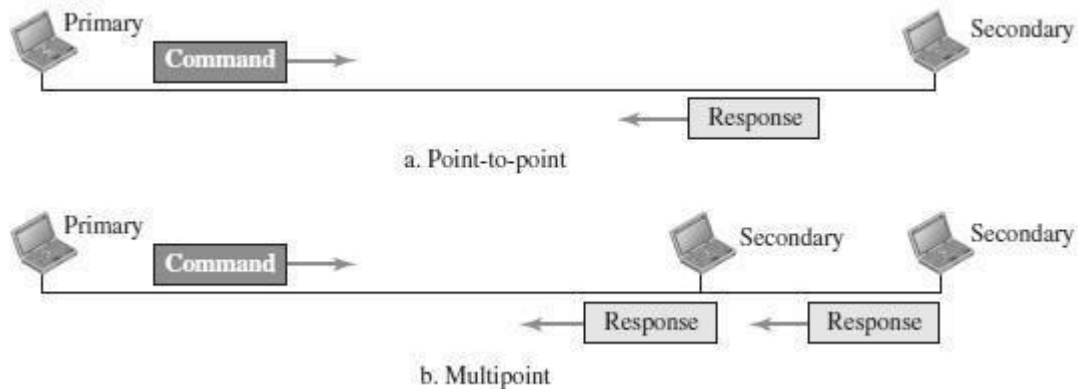 Primary
Secondary
Command
Response
a. Point-to-point
Primary
Secondary
Secondary
Command
Response
Response
b. Multipoint